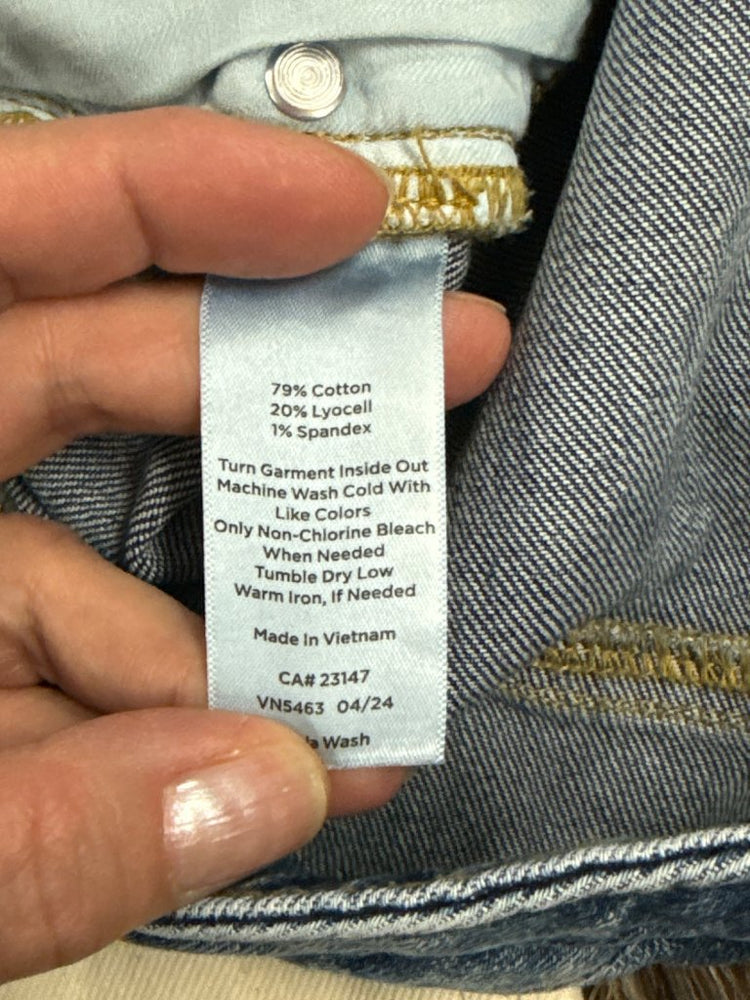 79% Cotton
20% Lyocell
1% Spandex
Turn Garment Inside Out
Machine Wash Cold With
Like Colors
Only Non-Chlorine Bleach
When Needed
Tumble Dry Low
Warm Iron, If Needed
Made In Vietnam
CA# 23147
VN5463 04/24
Wash